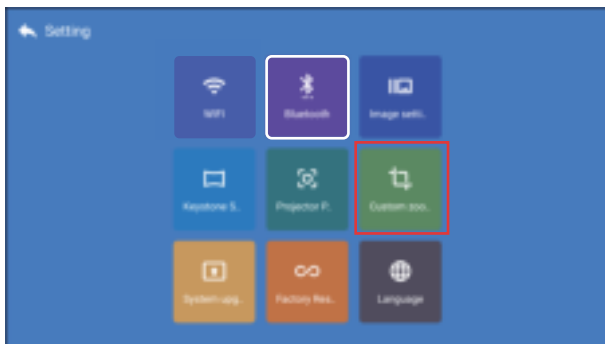 Setting
WIFI
Bluetooth
Image setti..
Keystone S..
Projector P..
Custom zoo..
System upg..
Factory Res..
Language